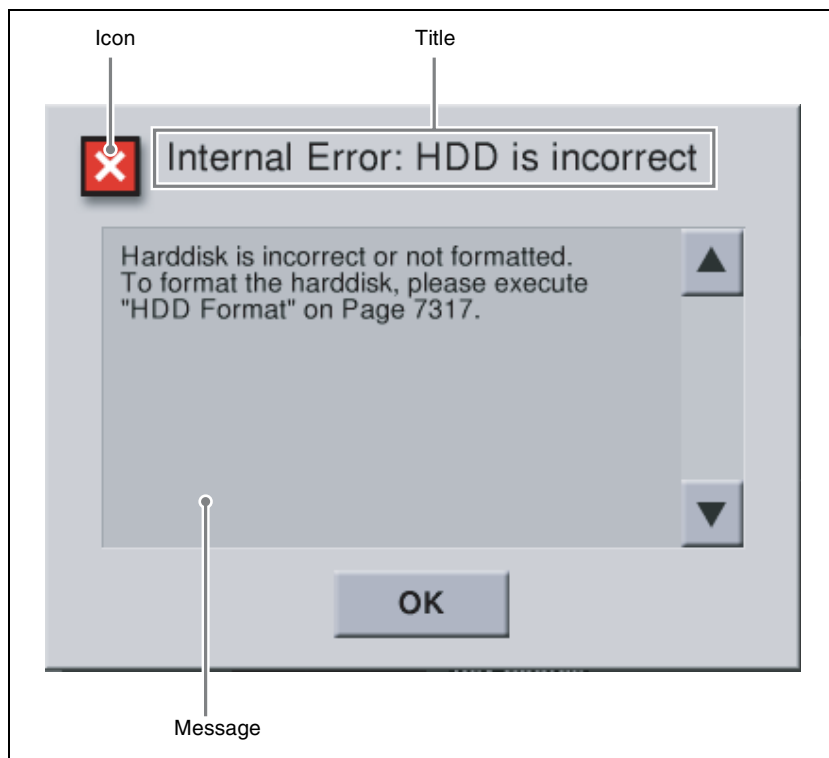 Icon
Title
Internal Error: HDD is incorrect
Harddisk is incorrect or not formatted.
To format the harddisk, please execute
"HDD Format" on Page 7317.
OK
Message